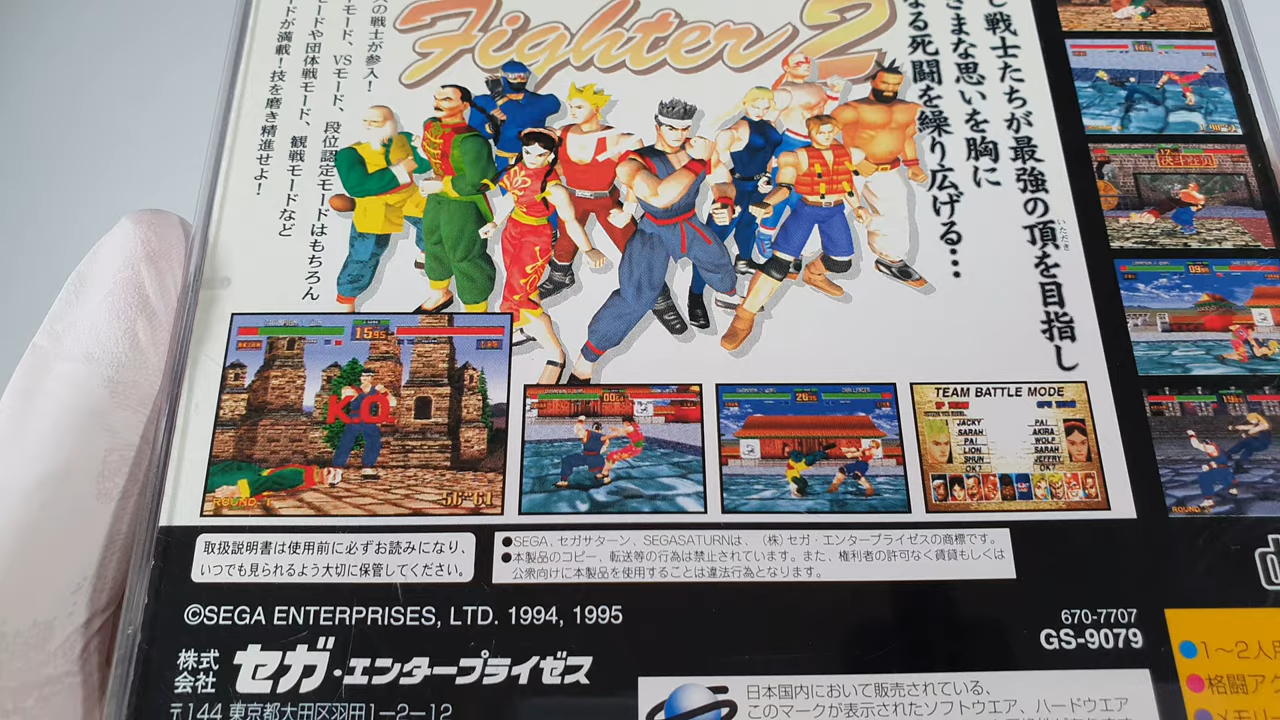 Fighter 2
戦士たちが最強の頂を目指し
いただき
さまな思いを胸に
なる死闘を繰り広げる…
の戦士が参入！
モード、VSモード、段位認定モードはもちろん
モードや団体戦モード、観戦モードなど
ードが満載！技を磨き精進せよ！
K.O.
ROUND 1
TEAM BATTLE MODE
JACKY
SARAH
PAI
LION
SHUN
OK?
PAI
AKIRA
WOLF
SARAH
JEFFRY
OK?
取扱説明書は使用前に必ずお読みになり、
いつでも見られるよう大切に保管してください。
●SEGA、セガサターン、SEGASATURNは、（株）セガ・エンタープライゼスの商標です。
●本製品のコピー、転送等の行為は禁止されています。また、権利者の許可なく賃貸もしくは
公衆向けに本製品を使用することは違法行為となります。
©SEGA ENTERPRISES, LTD. 1994, 1995
670-7707
GS-9079
株式会社 セガ・エンタープライゼス
〒144 東京都大田区羽田1-2-12
日本国内において販売されている、
このマークが表示されたソフトウエア、ハードウエア
●1〜2人用
●格闘アク
●メモリー